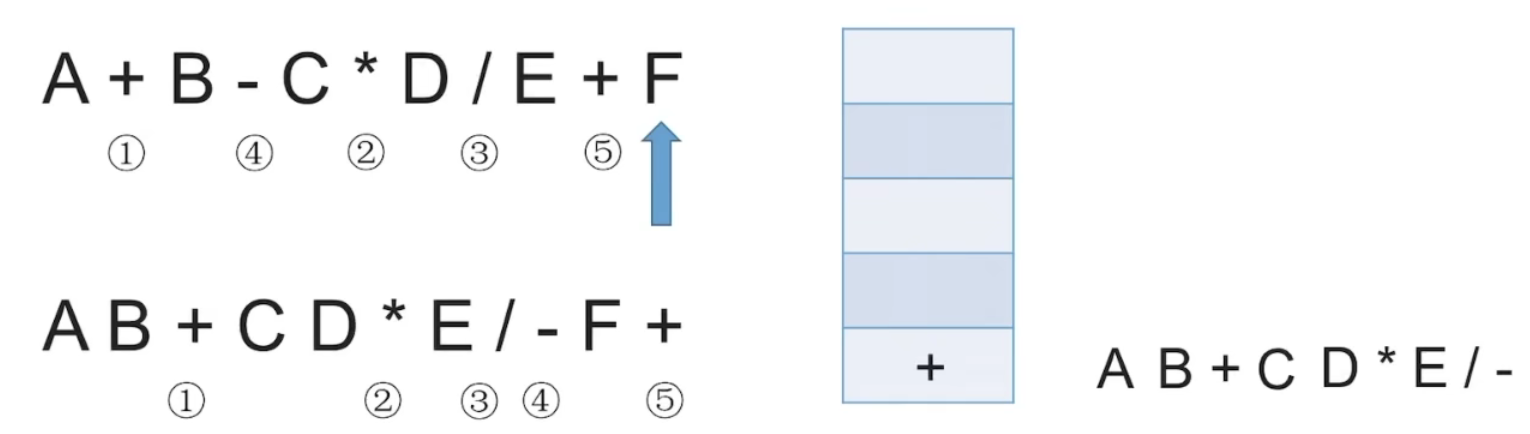 A + B - C * D / E + F
① ④ ② ③ ⑤
A B + C D * E / - F +
① ② ③ ④ ⑤
+
A B + C D * E / -